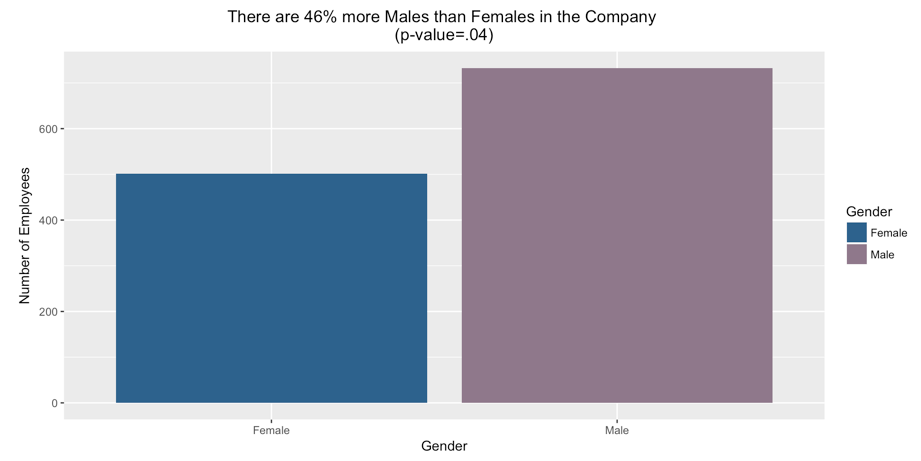 There are 46% more Males than Females in the Company
(p-value=.04)
Number of Employees
600
400
200
0
Female
Male
Gender
Gender
Female
Male